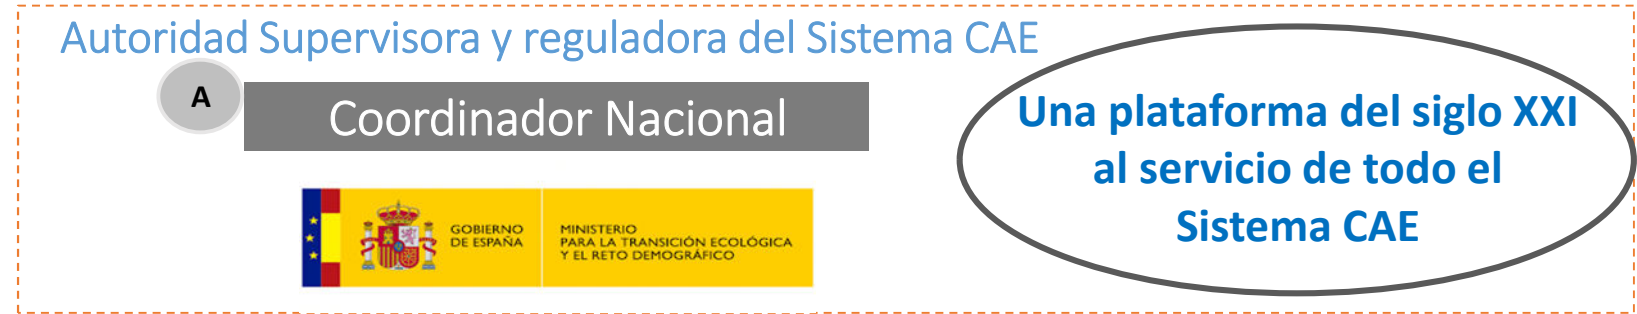 Autoridad Supervisora y reguladora del Sistema CAE
A
Coordinador Nacional
GOBIERNO
DE ESPAÑA
MINISTERIO
PARA LA TRANSICIÓN ECOLÓGICA
Y EL RETO DEMOGRÁFICO
Una plataforma del siglo XXI
al servicio de todo el
Sistema CAE